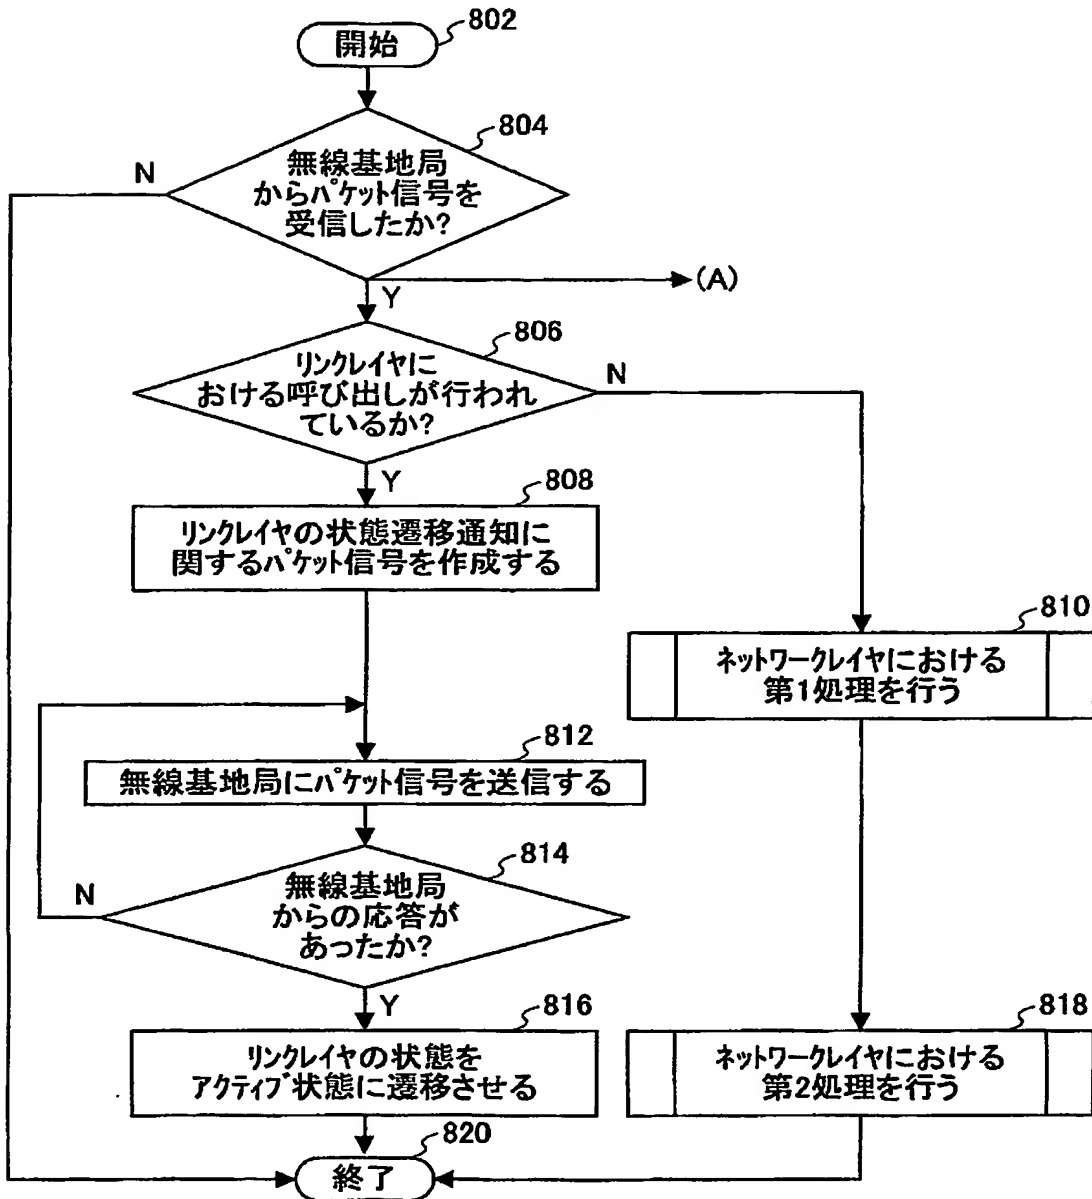 802
開始
804
無線基地局
からパケット信号を
受信したか?
N
(A)
Y
806
リンクレイヤに
おける呼び出しが行われ
ているか?
N
Y
808
リンクレイヤの状態遷移通知に
関するパケット信号を作成する
810
ネットワークレイヤにおける
第1処理を行う
812
無線基地局にパケット信号を送信する
814
無線基地局
からの応答が
あったか?
N
Y
816
リンクレイヤの状態を
アクティブ状態に遷移させる
818
ネットワークレイヤにおける
第2処理を行う
820
終了